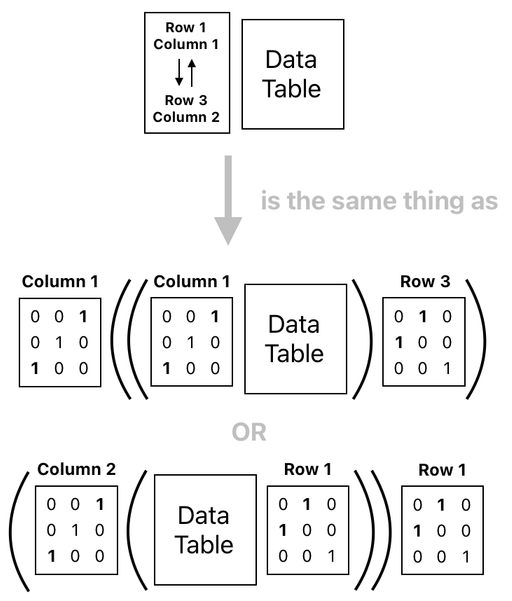 Row 1
Column 1
Row 3
Column 2
Data
Table
is the same thing as
Column 1 Column 1 Row 3
0 0 1 0 0 1 0 1 0
0 1 0 0 1 0 Data Table 1 0 0
1 0 0 1 0 0 0 0 1
OR
Column 2 Row 1 Row 1
0 0 1 0 1 0 0 1 0
0 1 0 Data Table 1 0 0 1 0 0
1 0 0 0 0 1 0 0 1